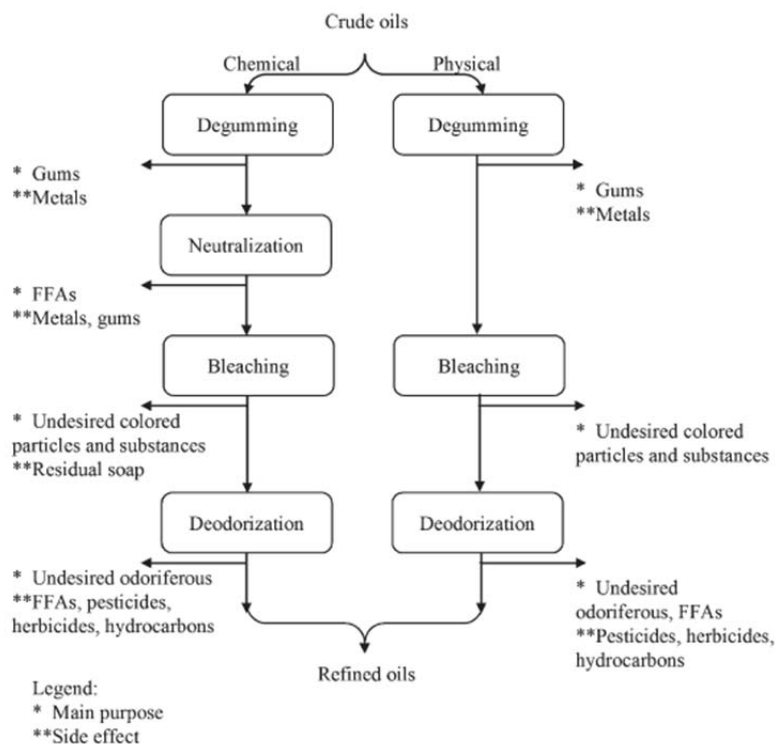 Crude oils
Chemical
Physical
Degumming
Degumming
* Gums
**Metals
* Gums
**Metals
Neutralization
* FFAs
**Metals, gums
Bleaching
Bleaching
* Undesired colored
particles and substances
**Residual soap
* Undesired colored
particles and substances
Deodorization
Deodorization
* Undesired odoriferous
**FFAs, pesticides,
herbicides, hydrocarbons
* Undesired
odoriferous, FFAs
**Pesticides, herbicides,
hydrocarbons
Refined oils
Legend:
* Main purpose
**Side effect